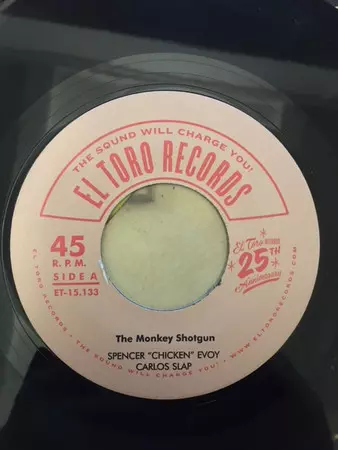 THE SOUND WILL CHARGE YOU!
EL TORO RECORDS
45
R.P.M.
SIDE A
ET-15.133
El Toro RECORDS
25TH
Anniversary
The Monkey Shotgun
SPENCER "CHICKEN" EVOY
CARLOS SLAP
EL TORO RECORDS • THE SOUND WILL CHARGE YOU! • WWW.ELTORORECORDS.COM